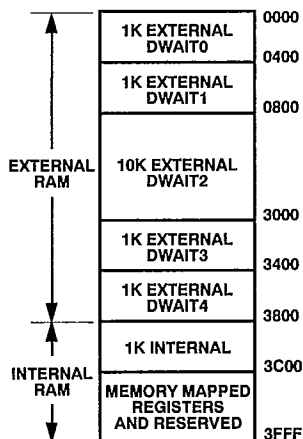 0000
1K EXTERNAL
DWAIT0
0400
1K EXTERNAL
DWAIT1
0800
EXTERNAL
RAM
10K EXTERNAL
DWAIT2
3000
1K EXTERNAL
DWAIT3
3400
1K EXTERNAL
DWAIT4
3800
INTERNAL
RAM
1K INTERNAL
3C00
MEMORY MAPPED
REGISTERS
AND RESERVED
3FFF